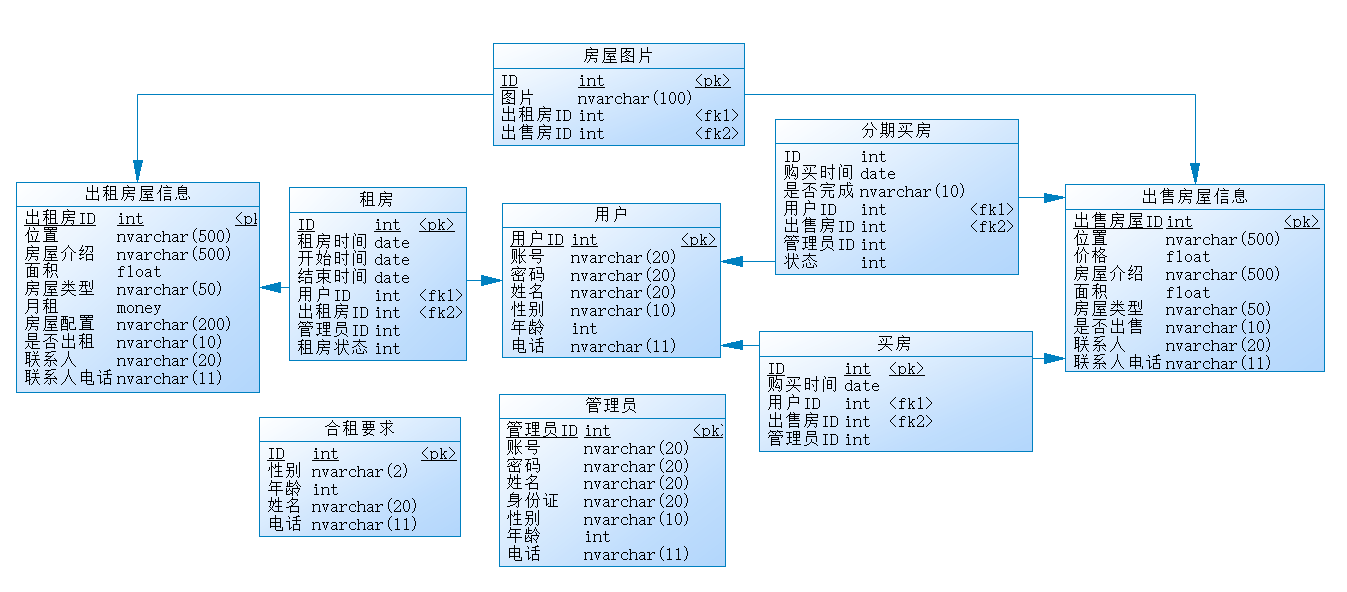 房屋图片
ID int <pk>
图片 nvarchar(100)
出租房ID int <fk1>
出售房ID int <fk2>
出租房屋信息
出租房ID int <pk
位置 nvarchar(500)
房屋介绍 nvarchar(500)
面积 float
房屋类型 nvarchar(50)
月租 money
房屋配置 nvarchar(200)
是否出租 nvarchar(10)
联系人 nvarchar(20)
联系人电话 nvarchar(11)
租房
ID int <pk>
租房时间 date
开始时间 date
结束时间 date
用户ID int <fk1>
出租房ID int <fk2>
管理员ID int
租房状态 int
用户
用户ID int <pk>
账号 nvarchar(20)
密码 nvarchar(20)
姓名 nvarchar(20)
性别 nvarchar(10)
年龄 int
电话 nvarchar(11)
分期买房
ID int
购买时间 date
是否完成 nvarchar(10)
用户ID int <fk1>
出售房ID int <fk2>
管理员ID int
状态 int
出售房屋信息
出售房屋ID int <pk>
位置 nvarchar(500)
价格 float
房屋介绍 nvarchar(500)
面积 float
房屋类型 nvarchar(50)
是否出售 nvarchar(10)
联系人 nvarchar(20)
联系人电话 nvarchar(11)
买房
ID int <pk>
购买时间 date
用户ID int <fk1>
出售房ID int <fk2>
管理员ID int
合租要求
ID int <pk>
性别 nvarchar(2)
年龄 int
姓名 nvarchar(20)
电话 nvarchar(11)
管理员
管理员ID int <pk>
账号 nvarchar(20)
密码 nvarchar(20)
姓名 nvarchar(20)
身份证 nvarchar(20)
性别 nvarchar(10)
年龄 int
电话 nvarchar(11)